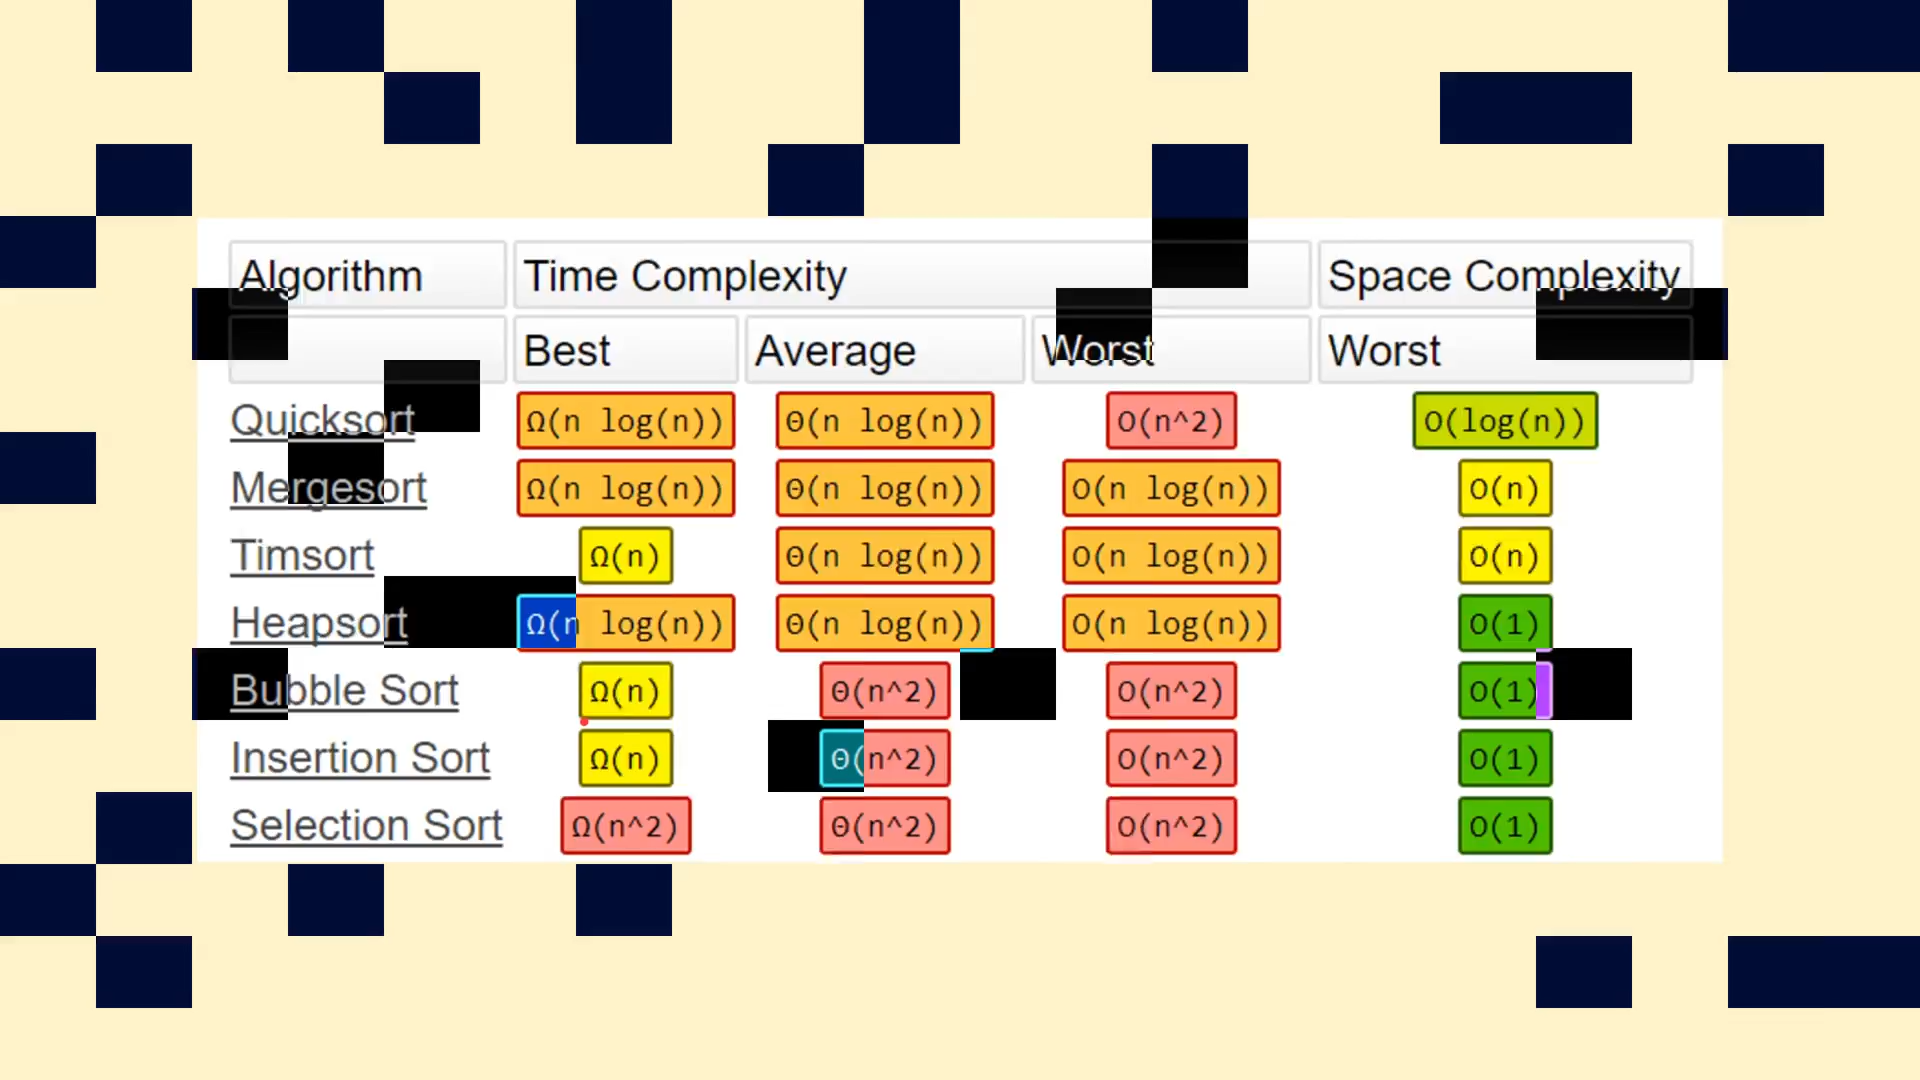 Algorithm Time Complexity Space Complexity
Best Average Worst Worst
Quicksort Ω(n log(n)) Θ(n log(n)) O(n^2) O(log(n))
Mergesort Ω(n log(n)) Θ(n log(n)) O(n log(n)) O(n)
Timsort Ω(n) Θ(n log(n)) O(n log(n)) O(n)
Heapsort Ω(n log(n)) Θ(n log(n)) O(n log(n)) O(1)
Bubble Sort Ω(n) Θ(n^2) O(n^2) O(1)
Insertion Sort Ω(n) Θ(n^2) O(n^2) O(1)
Selection Sort Ω(n^2) Θ(n^2) O(n^2) O(1)